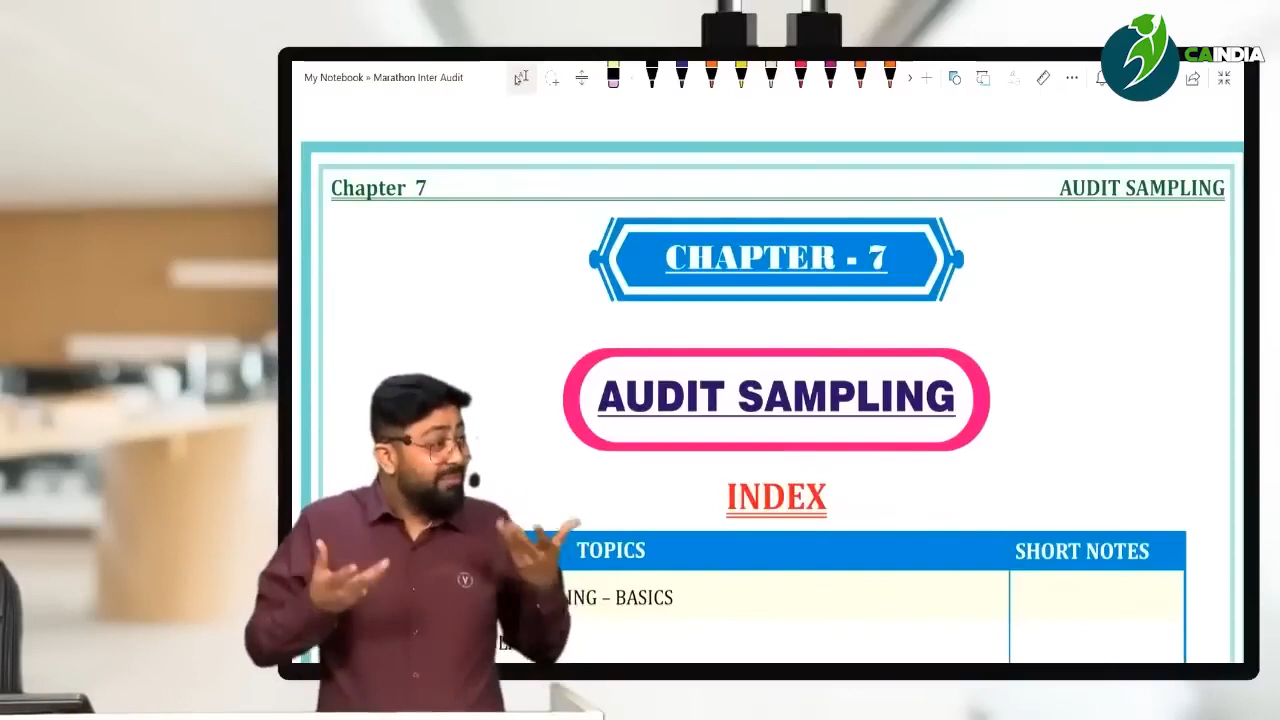 CAINDIA
My Notebook » Marathon Inter Audit
Chapter 7 AUDIT SAMPLING
CHAPTER - 7
AUDIT SAMPLING
INDEX
TOPICS SHORT NOTES
ING – BASICS
V